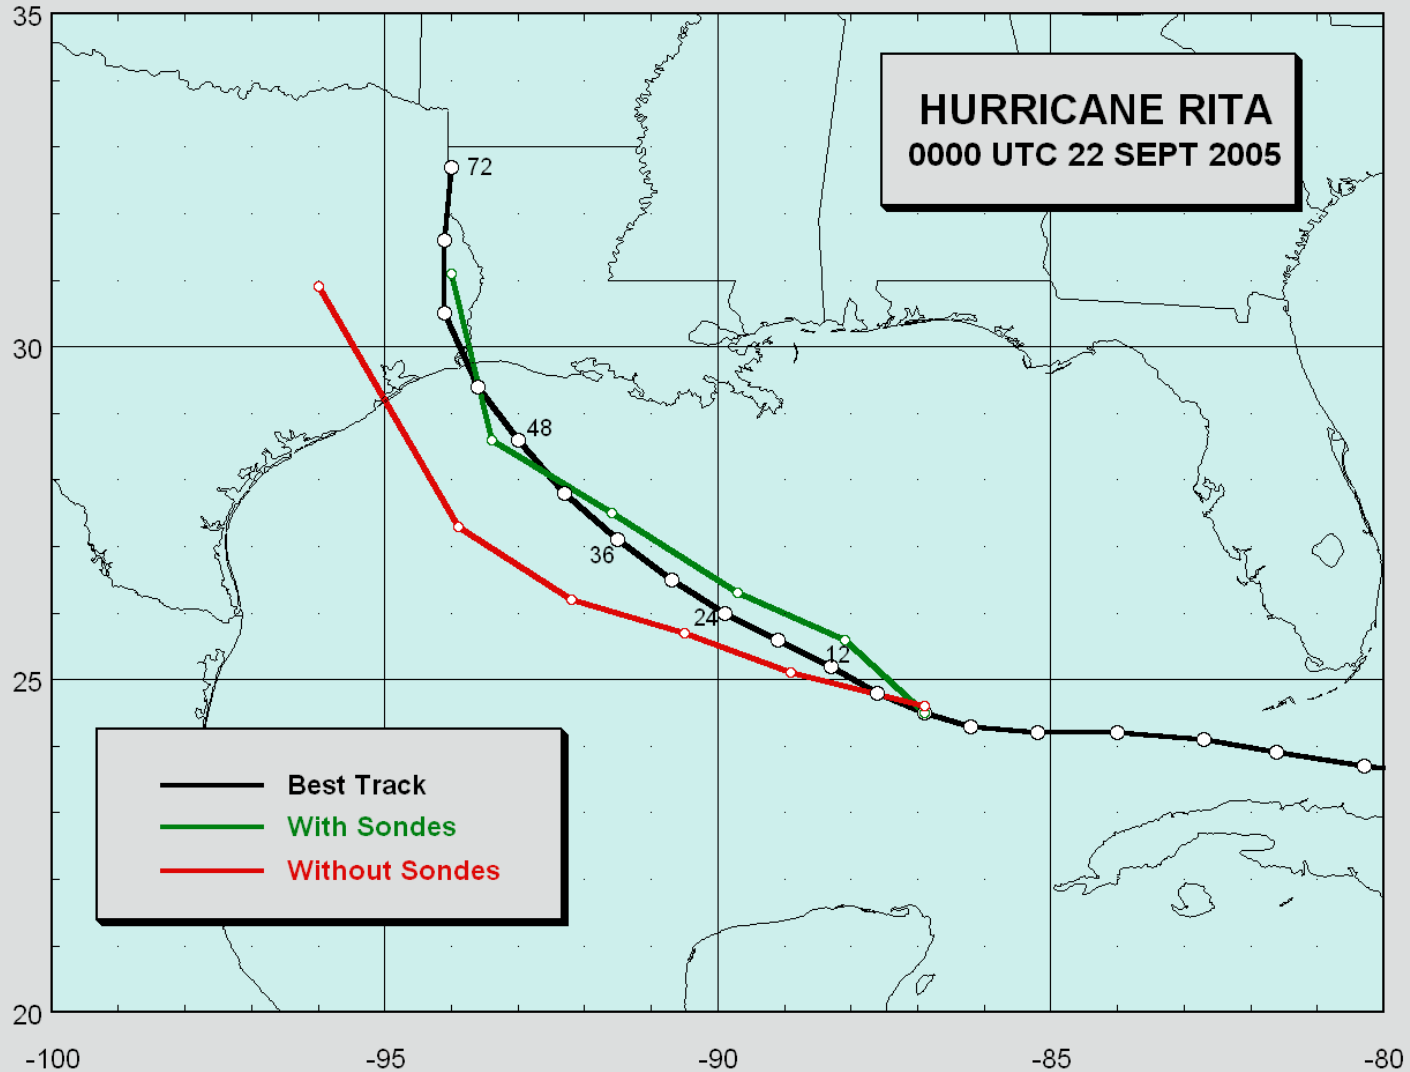 35
HURRICANE RITA
0000 UTC 22 SEPT 2005
72
30
48
36
24
12
25
Best Track
With Sondes
Without Sondes
20
-100 -95 -90 -85 -80